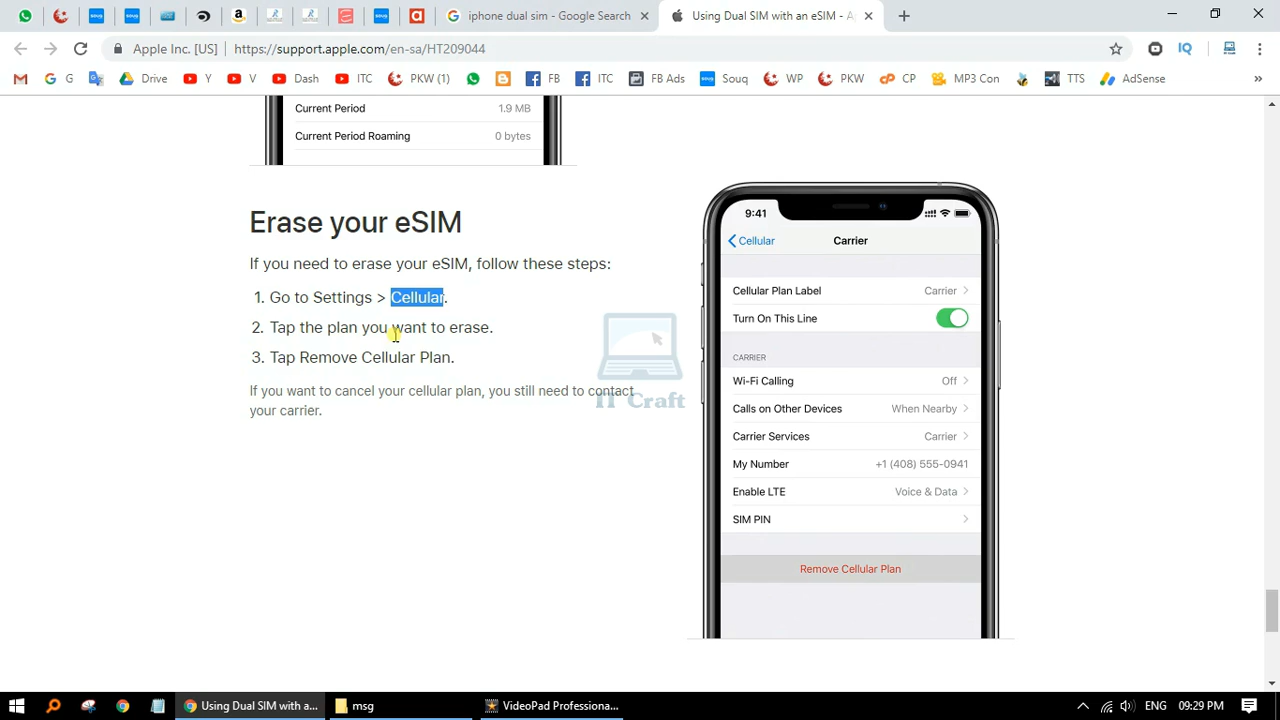 iphone dual sim - Google Search
Using Dual SIM with an eSIM - A
Apple Inc. [US]
https://support.apple.com/en-sa/HT209044
G
Drive
Y
V
Dash
ITC
PKW (1)
FB
ITC
FB Ads
Souq
WP
PKW
CP
MP3 Con
TTS
AdSense
Current Period 1.9 MB
Current Period Roaming 0 bytes
Erase your eSIM
If you need to erase your eSIM, follow these steps:
1. Go to Settings > Cellular.
2. Tap the plan you want to erase.
3. Tap Remove Cellular Plan.
If you want to cancel your cellular plan, you still need to contact
your carrier.
IT Craft
9:41
Cellular Carrier
Cellular Plan Label Carrier
Turn On This Line
CARRIER
Wi-Fi Calling Off
Calls on Other Devices When Nearby
Carrier Services Carrier
My Number +1 (408) 555-0941
Enable LTE Voice & Data
SIM PIN
Remove Cellular Plan
Using Dual SIM with a...
msg
VideoPad Professiona...
ENG
09:29 PM